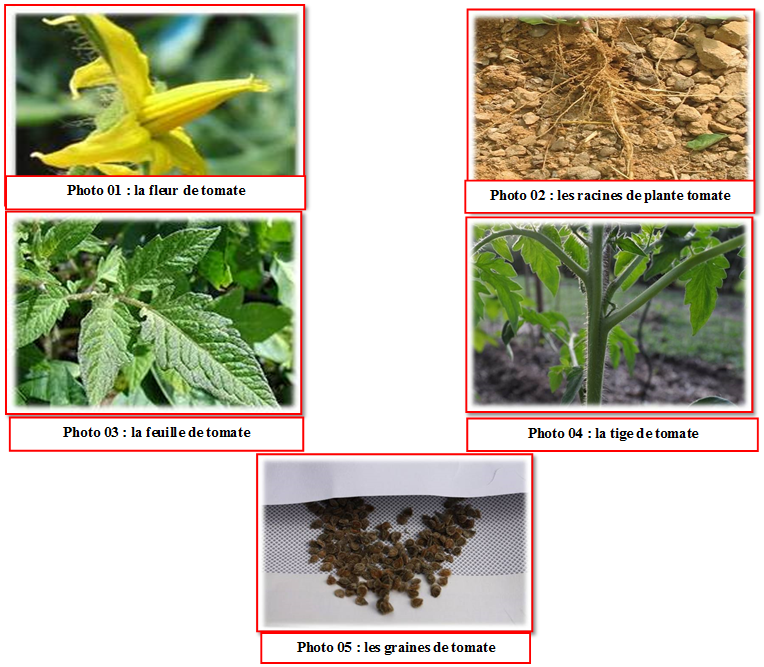 Photo 01 : la fleur de tomate
Photo 02 : les racines de plante tomate
Photo 03 : la feuille de tomate
Photo 04 : la tige de tomate
Photo 05 : les graines de tomate